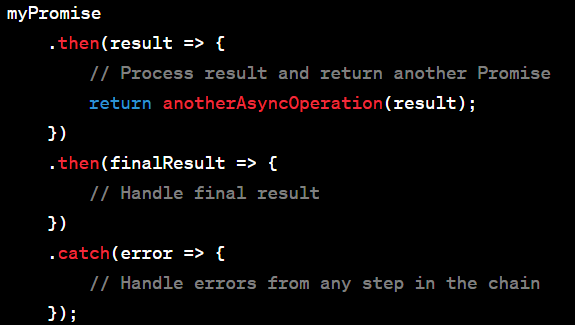 myPromise
    .then(result => {
        // Process result and return another Promise
        return anotherAsyncOperation(result);
    })
    .then(finalResult => {
        // Handle final result
    })
    .catch(error => {
        // Handle errors from any step in the chain
    });